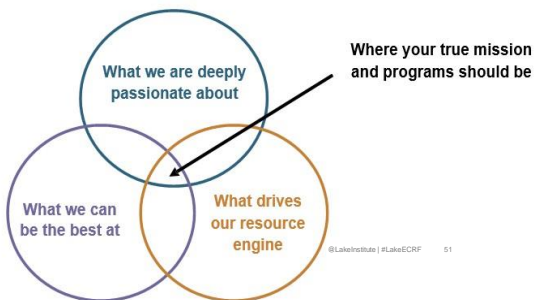 What we are deeply
passionate about
Where your true mission
and programs should be
What we can
be the best at
What drives
our resource
engine
@LakeInstitute | #LakeECRF 51